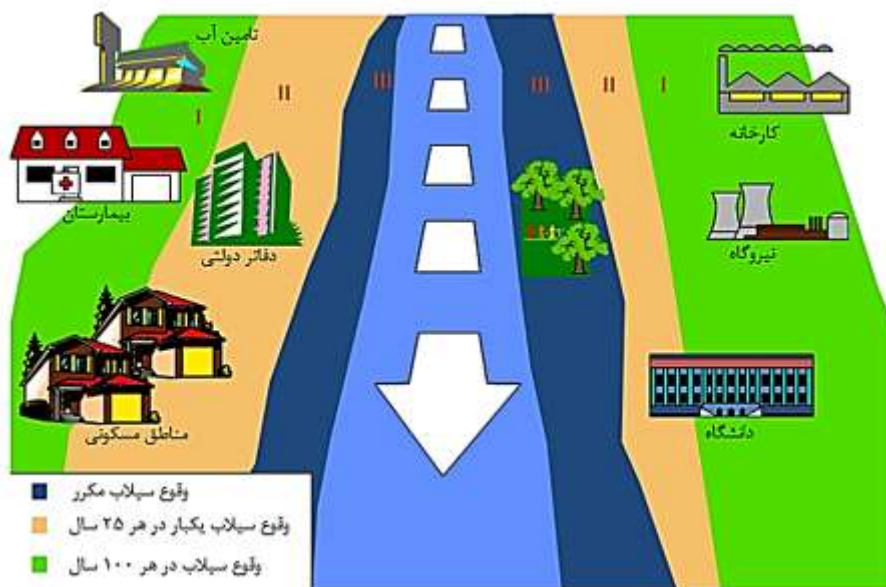 تامین آب
III
II
I
III
II
I
کارخانه
بیمارستان
دفاتر دولتی
نیروگاه
مناطق مسکونی
دانشگاه
وقوع سیلاب مکرر
وقوع سیلاب یکبار در هر ۲۵ سال
وقوع سیلاب در هر ۱۰۰ سال